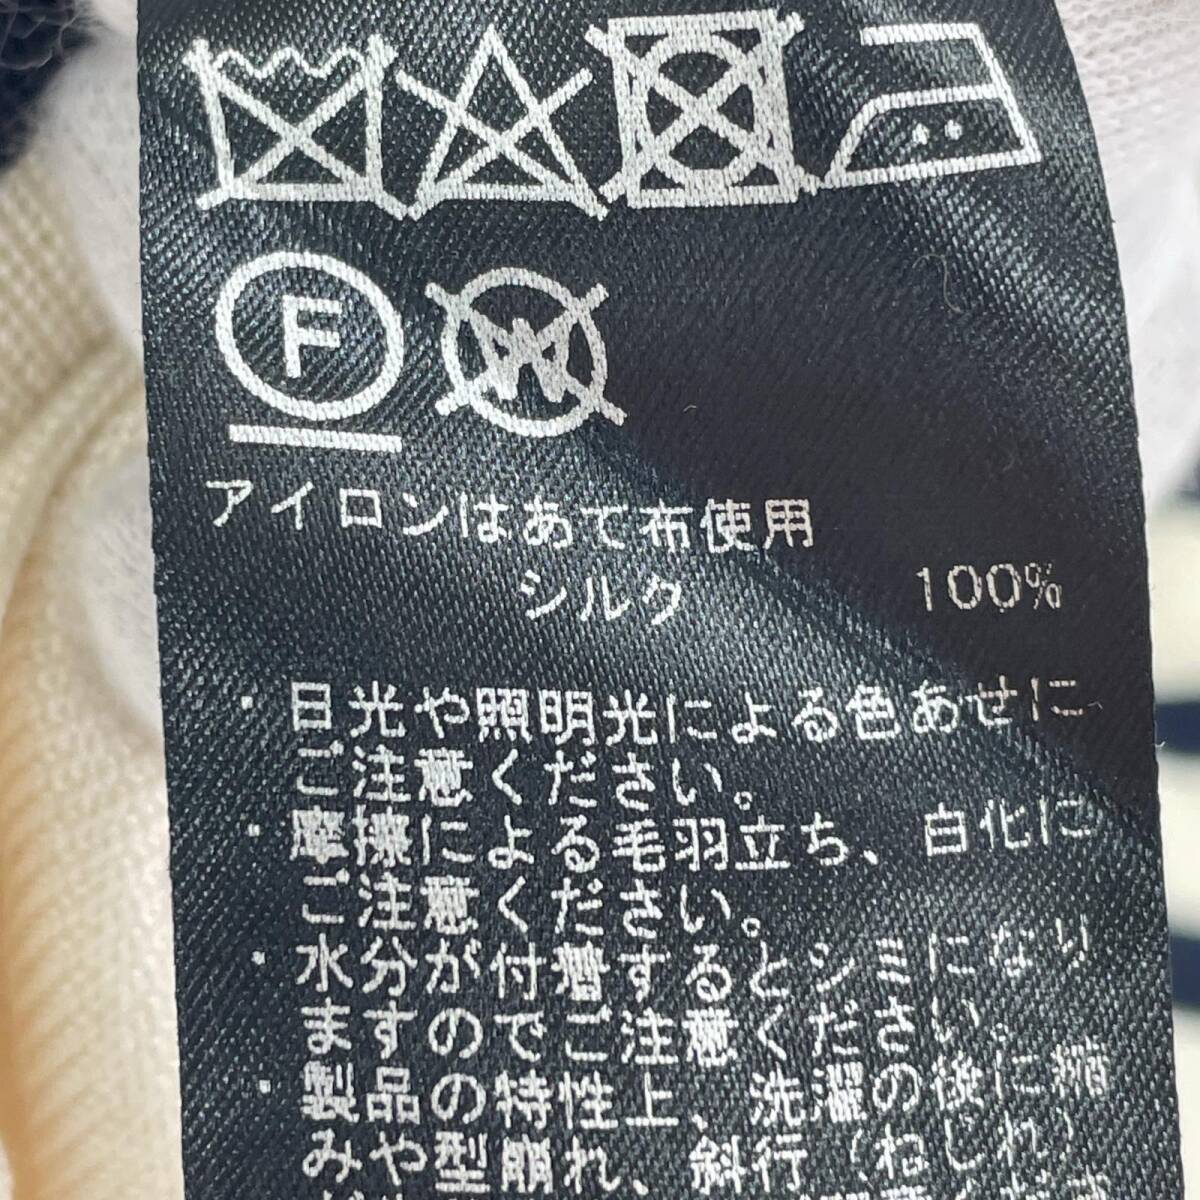 F
W
アイロンはあて布使用
シルク 100%
・日光や照明光による色あせに、
ご注意ください。
・摩擦による毛羽立ち、白化に
ご注意ください。
・水分が付着するとシミになり
ますのでご注意ください。
・製品の特性上、洗濯の後に縮
みや型崩れ、斜行(ねじれ)